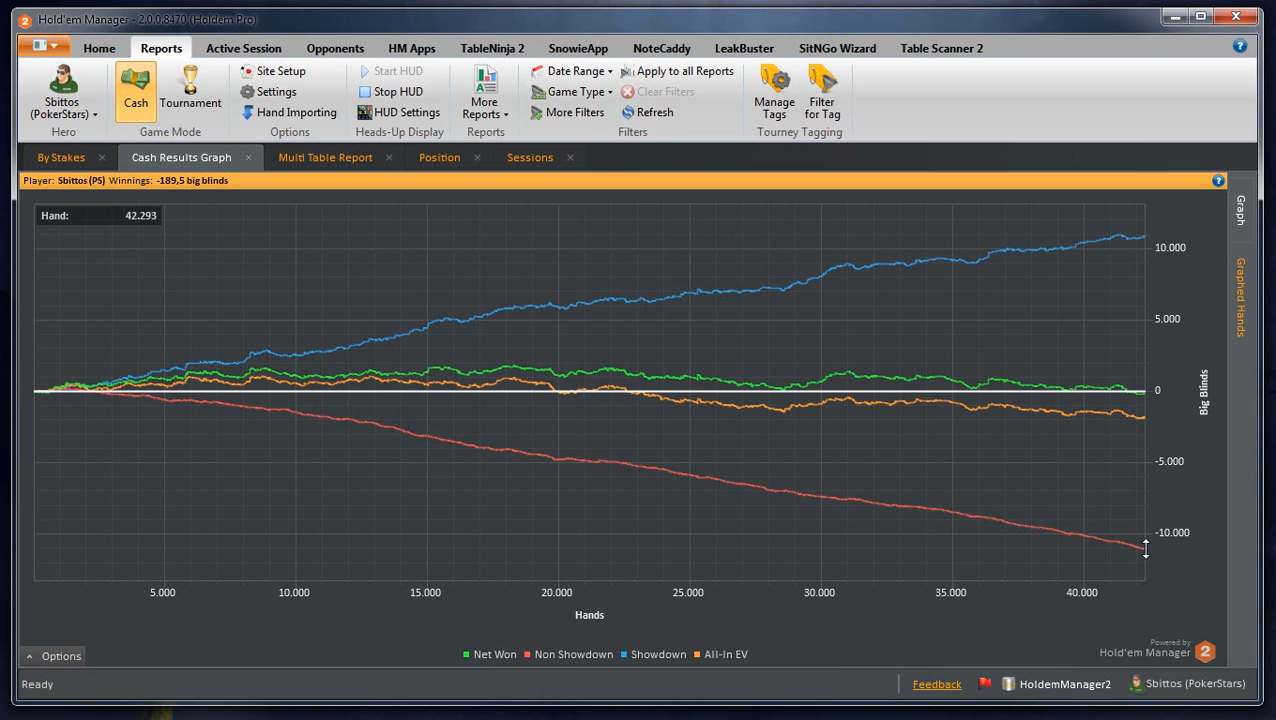 Hold'em Manager - 2.0.0.8470 (Holdem Pro)
Home Reports Active Session Opponents HM Apps TableNinja 2 SnowieApp NoteCaddy LeakBuster SitNGo Wizard Table Scanner 2
Sbittos (PokerStars)
Hero
Cash
Tournament
Game Mode
Site Setup
Settings
Hand Importing
Options
Start HUD
Stop HUD
HUD Settings
Heads-Up Display
More Reports
Reports
Date Range
Game Type
More Filters
Apply to all Reports
Clear Filters
Refresh
Filters
Manage Tags
Filter for Tag
Tourney Tagging
By Stakes Cash Results Graph Multi Table Report Position Sessions
Player: Sbittos (PS) Winnings: -189,5 big blinds
Hand: 42.293
10.000
5.000
0
-5.000
-10.000
Big Blinds
Graph
Graphed Hands
5.000 10.000 15.000 20.000 25.000 30.000 35.000 40.000
Hands
Options
Net Won Non Showdown Showdown All-In EV
Powered by
Hold'em Manager 2
Ready
Feedback HoldemManager2 Sbittos (PokerStars)